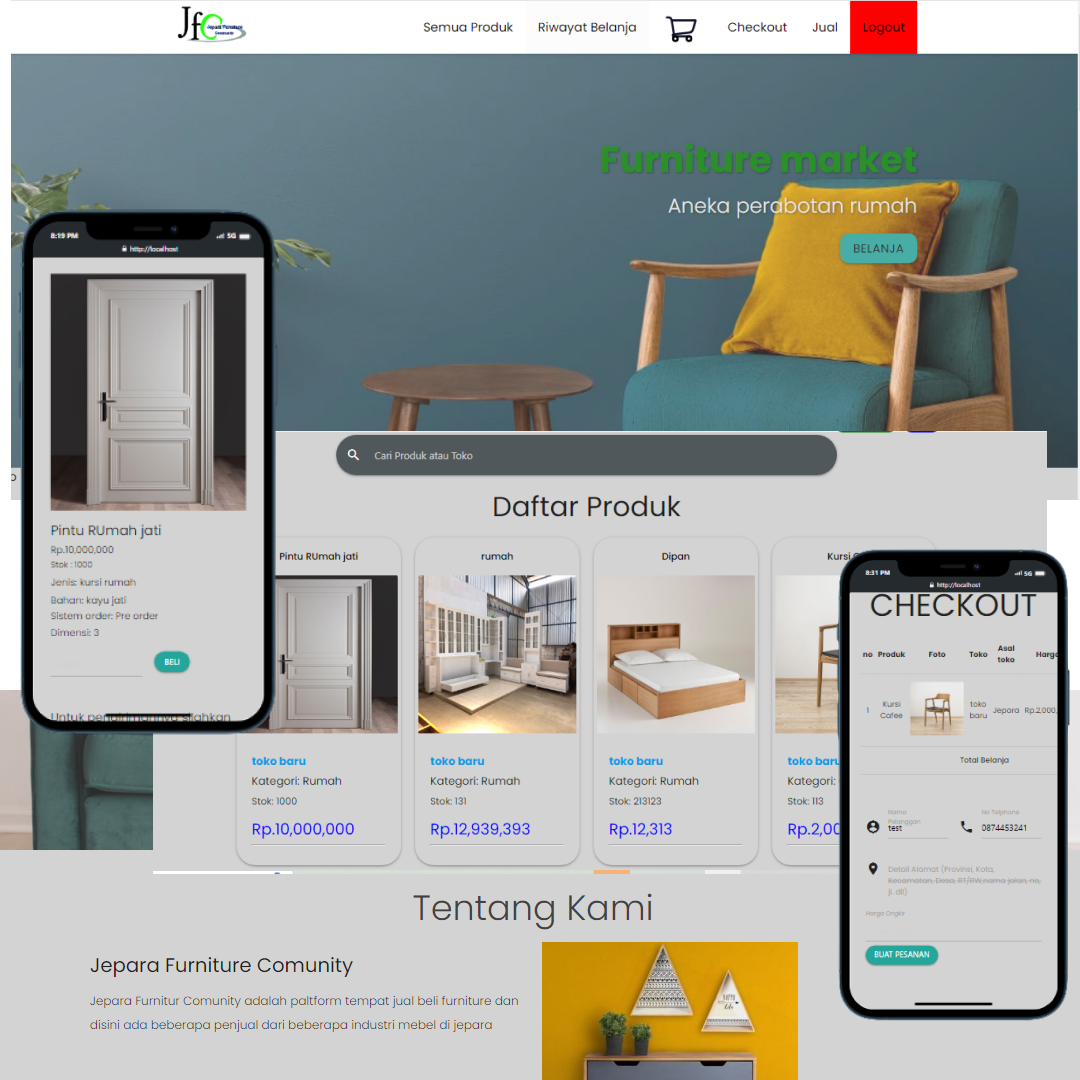 Jfc
Jepara Furniture
Comunity
Semua Produk
Riwayat Belanja
Checkout
Jual
Logout
Furniture market
Aneka perabotan rumah
BELANJA
8:19 PM
5G
http://localhost
Pintu RUmah jati
Rp.10,000,000
Stok : 1000
Jenis: kursi rumah
Bahan: kayu jati
Sistem order: Pre order
Dimensi: 3
BELI
Untuk pengirimannya silahkan
Cari Produk atau Toko
Daftar Produk
Pintu RUmah jati
toko baru
Kategori: Rumah
Stok: 1000
Rp.10,000,000
rumah
toko baru
Kategori: Rumah
Stok: 131
Rp.12,939,393
Dipan
toko baru
Kategori: Rumah
Stok: 213123
Rp.12,313
Kursi
toko baru
Kategori:
Stok: 113
Rp.2,00
8:31 PM
5G
http://localhost
CHECKOUT
no Produk Foto Toko Asal toko Harga
1 Kursi Cafee toko baru Jepara Rp.2,000,
Total Belanja
Nama Pelanggan
test
No Telphone
0874453241
Detail Alamat (Provinsi, Kota,
Kecamatan, Desa, RT/RW,nama jalan, no,
jl. dll)
Harga Ongkir
BUAT PESANAN
Tentang Kami
Jepara Furniture Comunity
Jepara Furnitur Comunity adalah paltform tempat jual beli furniture dan
disini ada beberapa penjual dari beberapa industri mebel di jepara